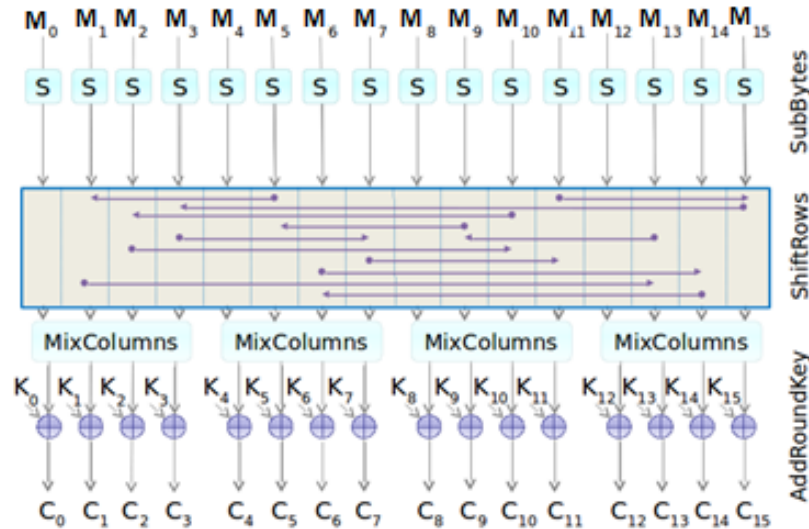 M0 M1 M2 M3 M4 M5 M6 M7 M8 M9 M10 M11 M12 M13 M14 M15
S S S S S S S S S S S S S S S S
SubBytes
ShiftRows
MixColumns MixColumns MixColumns MixColumns
K0 K1 K2 K3 K4 K5 K6 K7 K8 K9 K10 K11 K12 K13 K14 K15
AddRoundKey
C0 C1 C2 C3 C4 C5 C6 C7 C8 C9 C10 C11 C12 C13 C14 C15